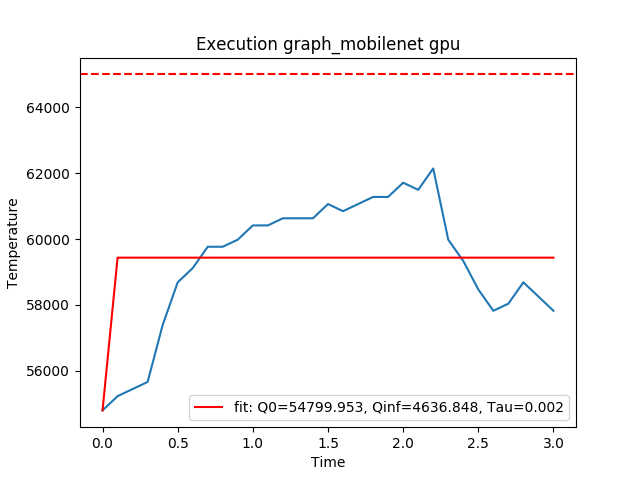 Execution graph_mobilenet gpu
64000
62000
60000
58000
56000
Temperature
fit: Q0=54799.953, Qinf=4636.848, Tau=0.002
0.0 0.5 1.0 1.5 2.0 2.5 3.0
Time